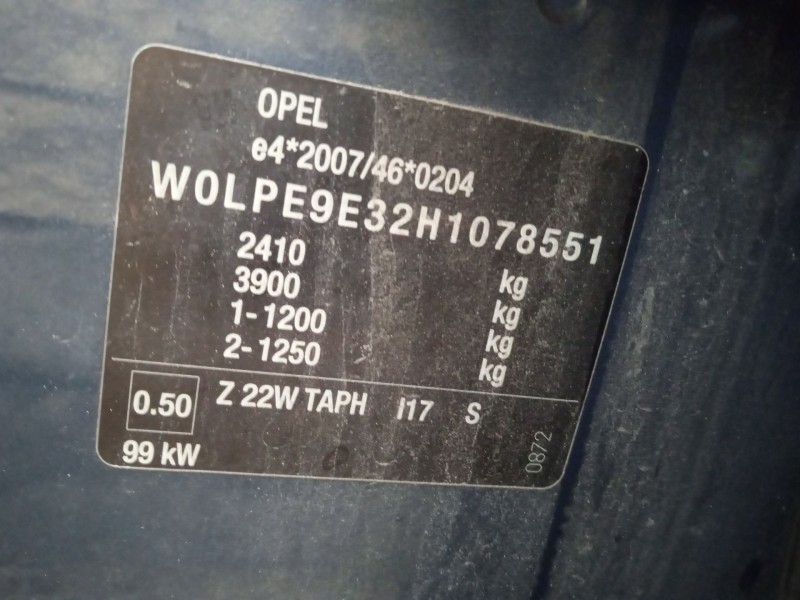 OPEL
e4*2007/46*0204
W0LPE9E32H1078551
2410 kg
3900 kg
1-1200 kg
2-1250 kg
0.50 Z 22W TAPH I17 S
99 kW
0872